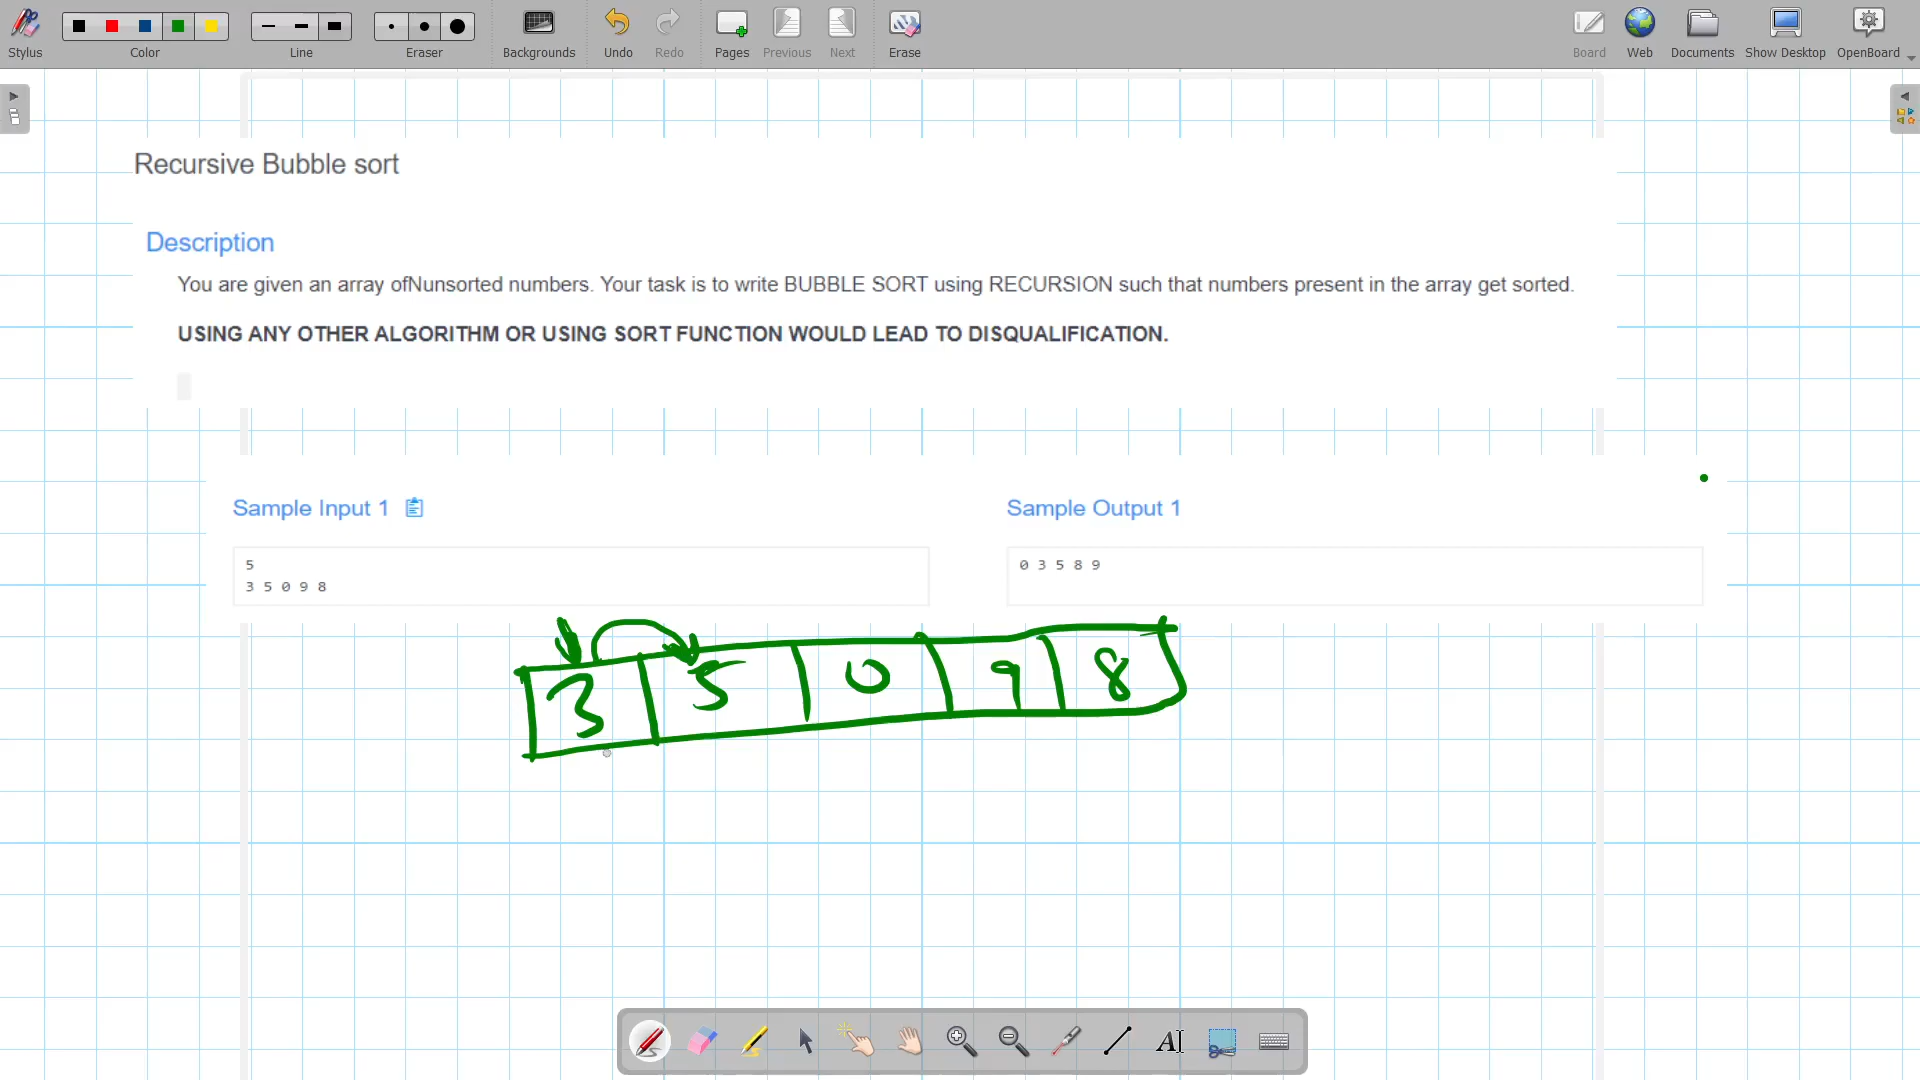 Stylus Color Line Eraser Backgrounds Undo Redo Pages Previous Next Erase Board Web Documents Show Desktop OpenBoard
Recursive Bubble sort
Description
You are given an array ofNunsorted numbers. Your task is to write BUBBLE SORT using RECURSION such that numbers present in the array get sorted.
USING ANY OTHER ALGORITHM OR USING SORT FUNCTION WOULD LEAD TO DISQUALIFICATION.
Sample Input 1
5
3 5 0 9 8
Sample Output 1
0 3 5 8 9
3 5 0 9 8
AI